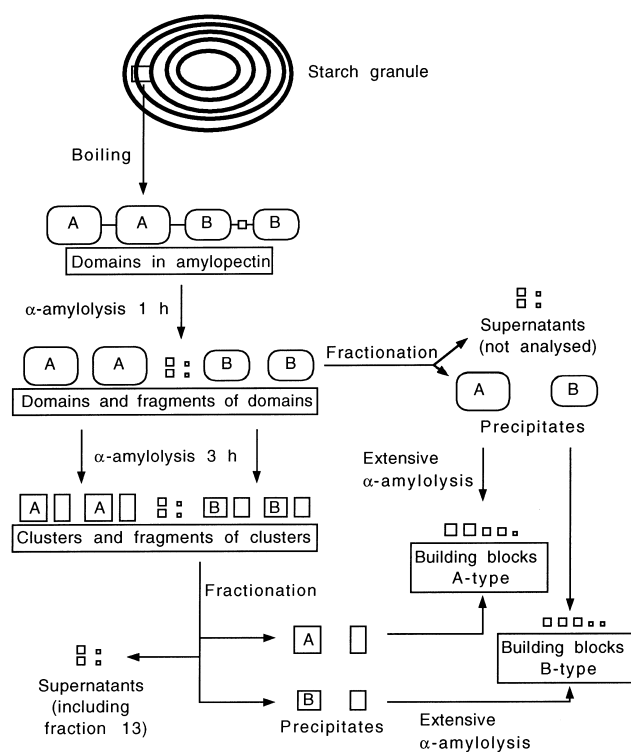 Starch granule
Boiling
A A B B
Domains in amylopectin
α-amylolysis 1 h
A A B B
Domains and fragments of domains
Fractionation
Supernatants
(not analysed)
A B
Precipitates
α-amylolysis 3 h
Extensive
α-amylolysis
A A B B
Clusters and fragments of clusters
Building blocks
A-type
Fractionation
A
Building blocks
B-type
Supernatants
(including
fraction 13)
B
Precipitates
Extensive
α-amylolysis